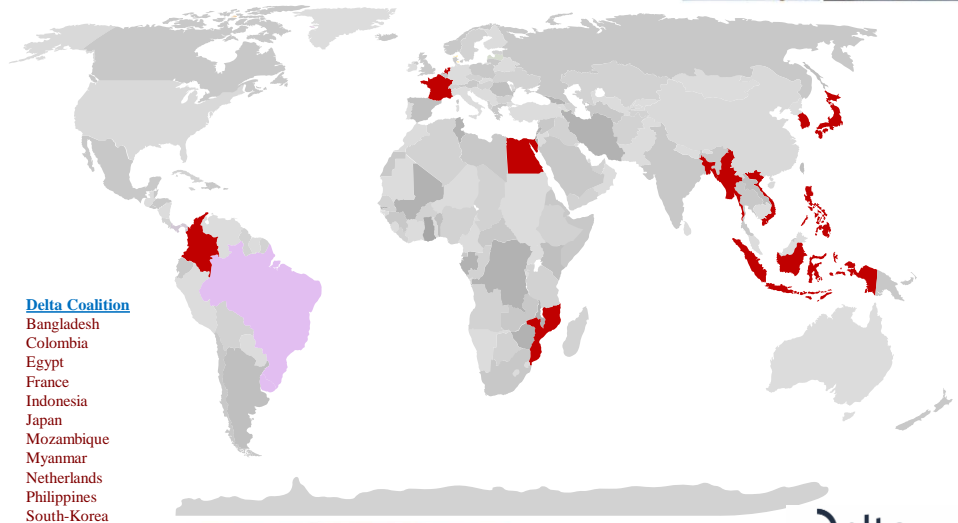 Delta Coalition
Bangladesh
Colombia
Egypt
France
Indonesia
Japan
Mozambique
Myanmar
Netherlands
Philippines
South-Korea